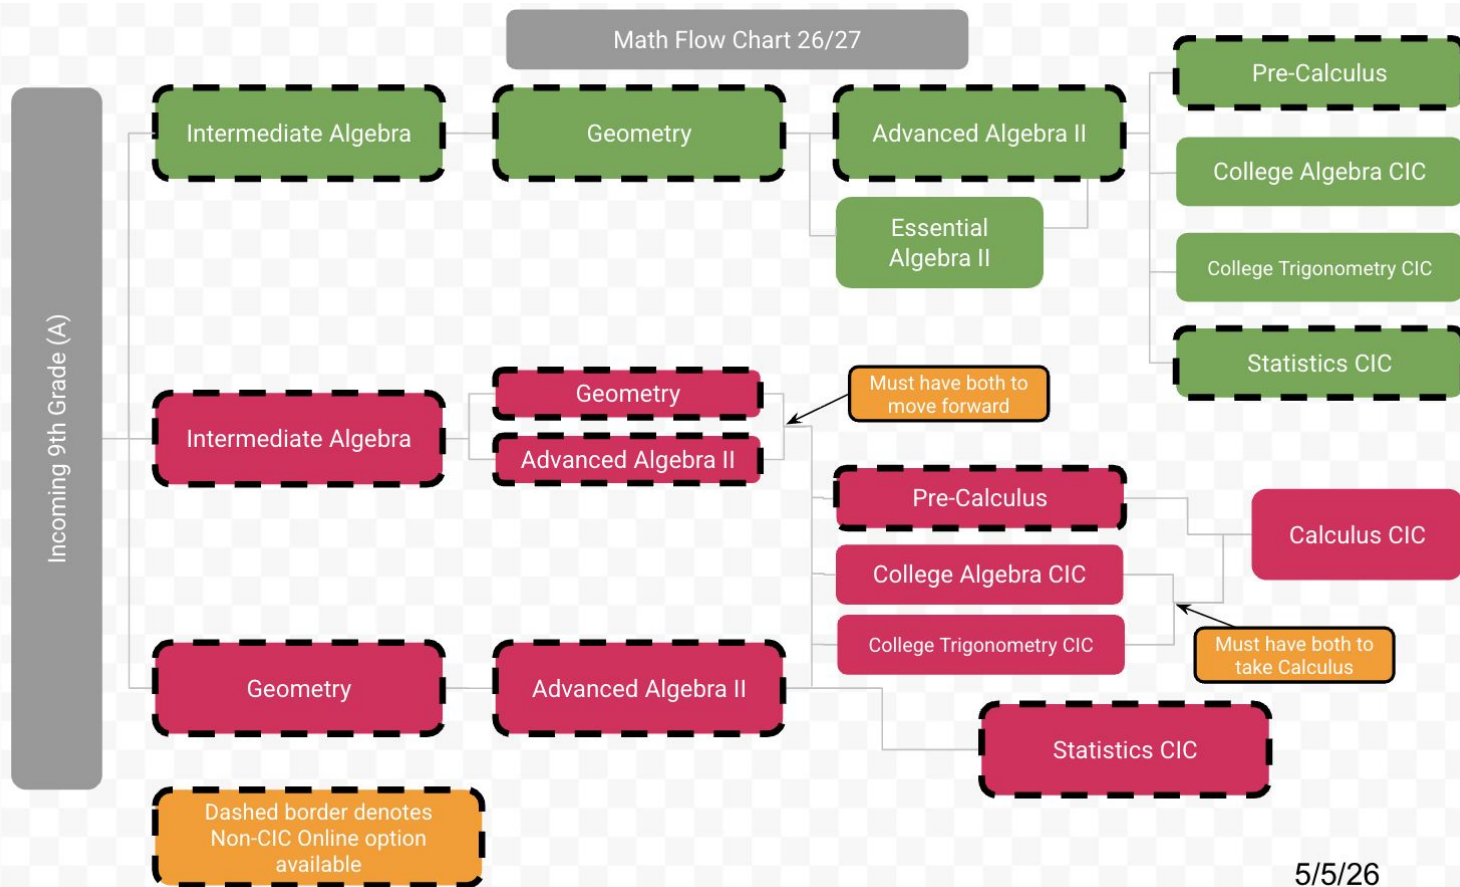 Math Flow Chart 26/27
Incoming 9th Grade (A)
Intermediate Algebra
Geometry
Advanced Algebra II
Essential
Algebra II
Pre-Calculus
College Algebra CIC
College Trigonometry CIC
Statistics CIC
Intermediate Algebra
Geometry
Advanced Algebra II
Must have both to
move forward
Pre-Calculus
College Algebra CIC
College Trigonometry CIC
Calculus CIC
Must have both to
take Calculus
Geometry
Advanced Algebra II
Statistics CIC
Dashed border denotes
Non-CIC Online option
available
5/5/26